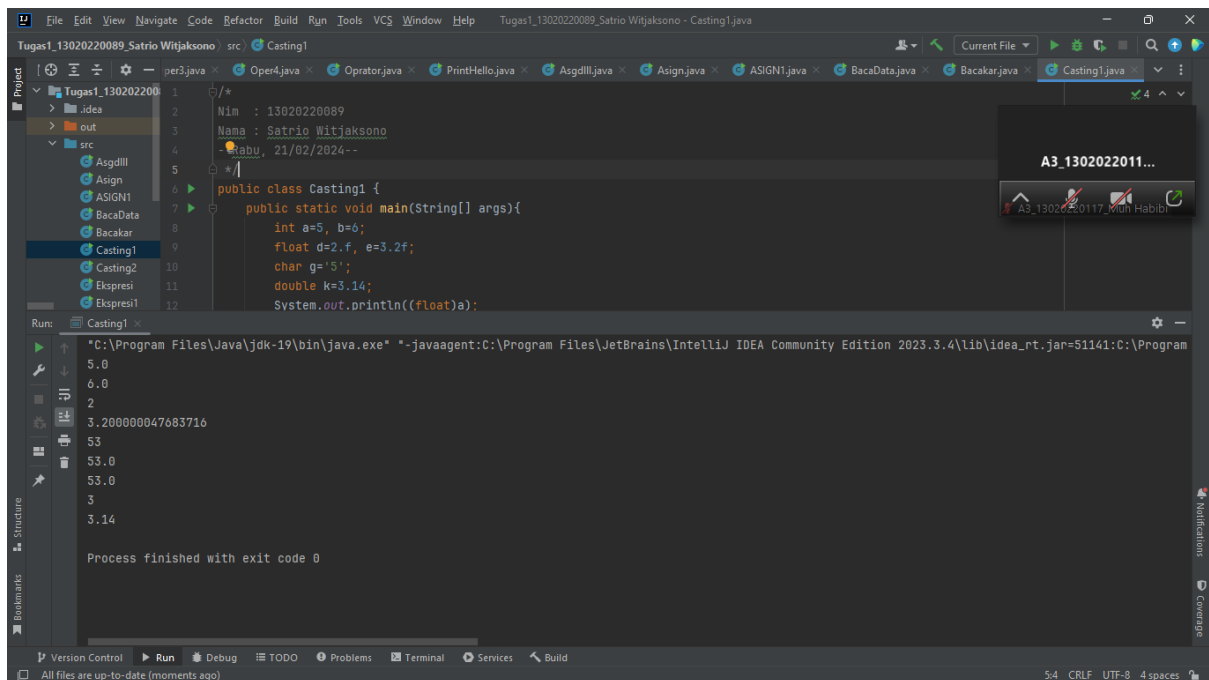 File Edit View Navigate Code Refactor Build Run Tools VCS Window Help Tugas1_13020220089_Satrio Witjaksono - Casting1.java
Tugas1_13020220089_Satrio Witjaksono src Casting1 Current File
per3.java Oper4.java Oprator.java PrintHello.java AsgdIII.java Asign.java ASIGN1.java BacaData.java Bacakar.java Casting1.java
Project
Tugas1_1302022008
.idea
out
src
AsgdIII
Asign
ASIGN1
BacaData
Bacakar
Casting1
Casting2
Ekspresi
Ekspresi1
4
1 /*
2 Nim : 13020220089
3 Nama : Satrio Witjaksono
4 -Rabu, 21/02/2024--
5 */
6 public class Casting1 {
7 public static void main(String[] args){
8 int a=5, b=6;
9 float d=2.f, e=3.2f;
10 char g='5';
11 double k=3.14;
12 System.out.println((float)a);
A3_1302022011...
A3_13020220117_Muh Habibi
Run: Casting1
"C:\Program Files\Java\jdk-19\bin\java.exe" "-javaagent:C:\Program Files\JetBrains\IntelliJ IDEA Community Edition 2023.3.4\lib\idea_rt.jar=51141:C:\Program
5.0
6.0
2
3.200000047683716
53
53.0
53.0
3
3.14
Process finished with exit code 0
Structure
Bookmarks
Notifications
Coverage
Version Control Run Debug TODO Problems Terminal Services Build
All files are up-to-date (moments ago) 5:4 CRLF UTF-8 4 spaces